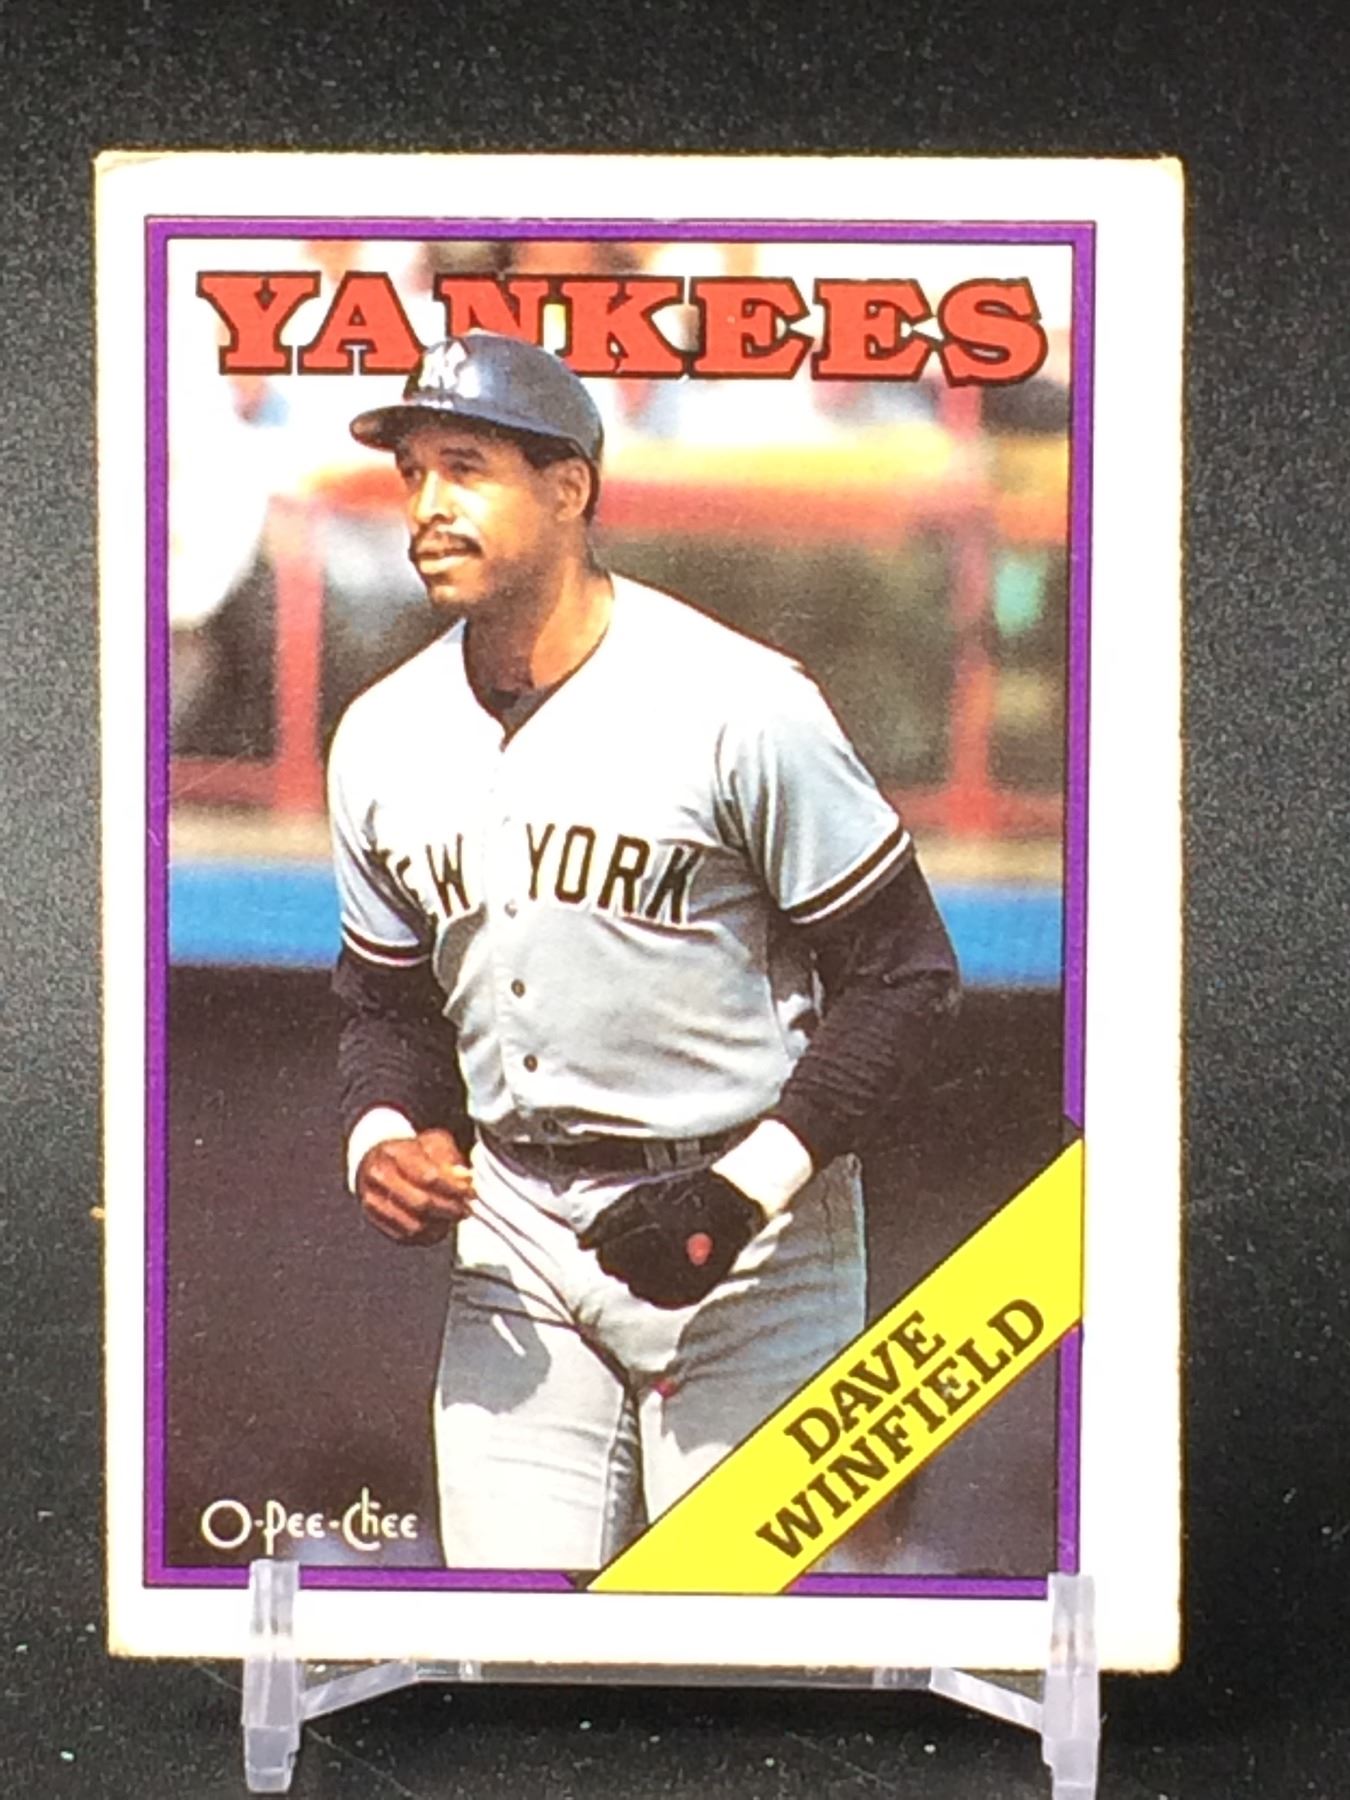 YANKEES
NEW YORK
DAVE
WINFIELD
O-Pee-Chee